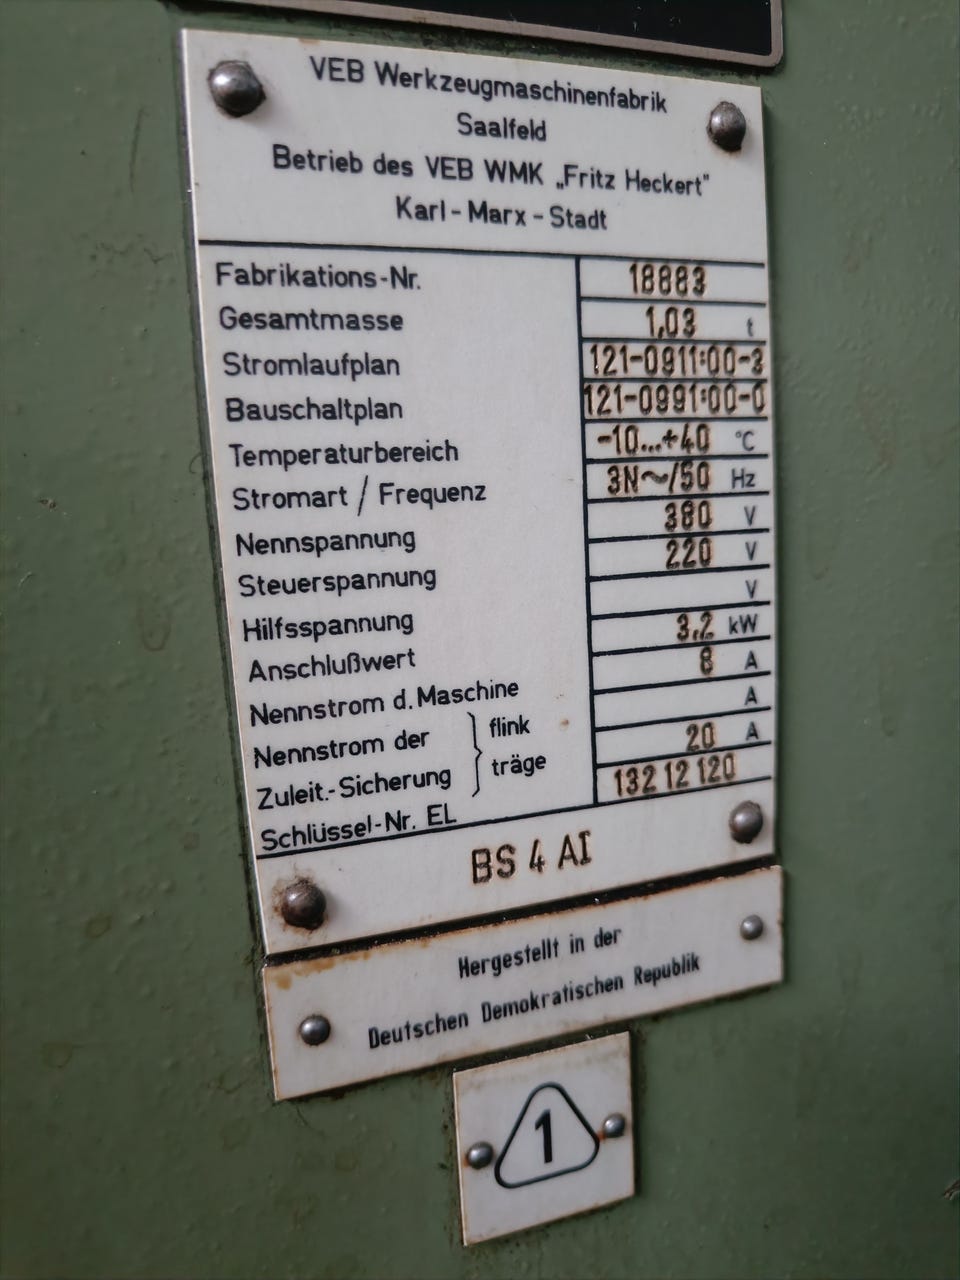 VEB Werkzeugmaschinenfabrik
Saalfeld
Betrieb des VEB WMK „Fritz Heckert"
Karl-Marx-Stadt
Fabrikations-Nr. 18883
Gesamtmasse 1,03 t
Stromlaufplan 121-0911:00-3
Bauschaltplan 121-0991:00-0
Temperaturbereich -10...+40 °C
Stromart / Frequenz 3N~/50 Hz
Nennspannung 380 V
Steuerspannung 220 V
Hilfsspannung V
Anschlußwert 3,2 kW
Nennstrom d. Maschine 8 A
Nennstrom der } flink A
Zuleit.-Sicherung } träge 20 A
Schlüssel-Nr. EL 132 12 120
BS 4 AI
Hergestellt in der
Deutschen Demokratischen Republik
1